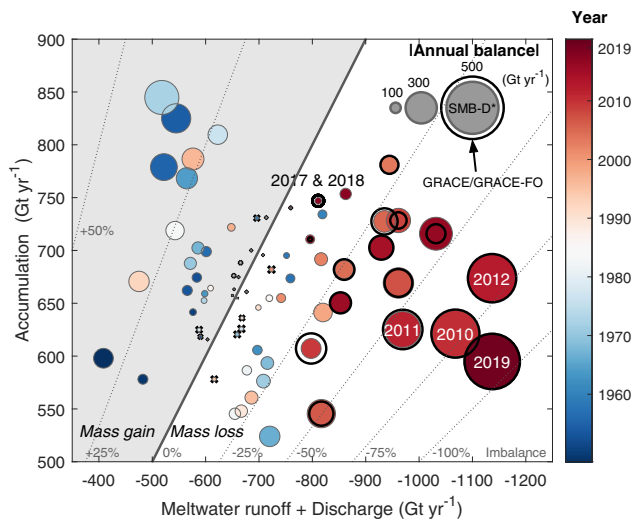 Year
|Annual balance|
100 300 500 (Gt yr⁻¹)
SMB-D*
GRACE/GRACE-FO
2017 & 2018
2012
2011 2010
2019
+50%
Mass gain Mass loss
+25% 0% -25% -50% -75% -100% Imbalance
900
850
800
750
700
650
600
550
500
Accumulation (Gt yr⁻¹)
-400 -500 -600 -700 -800 -900 -1000 -1100 -1200
Meltwater runoff + Discharge (Gt yr⁻¹)
2019
2010
2000
1990
1980
1970
1960